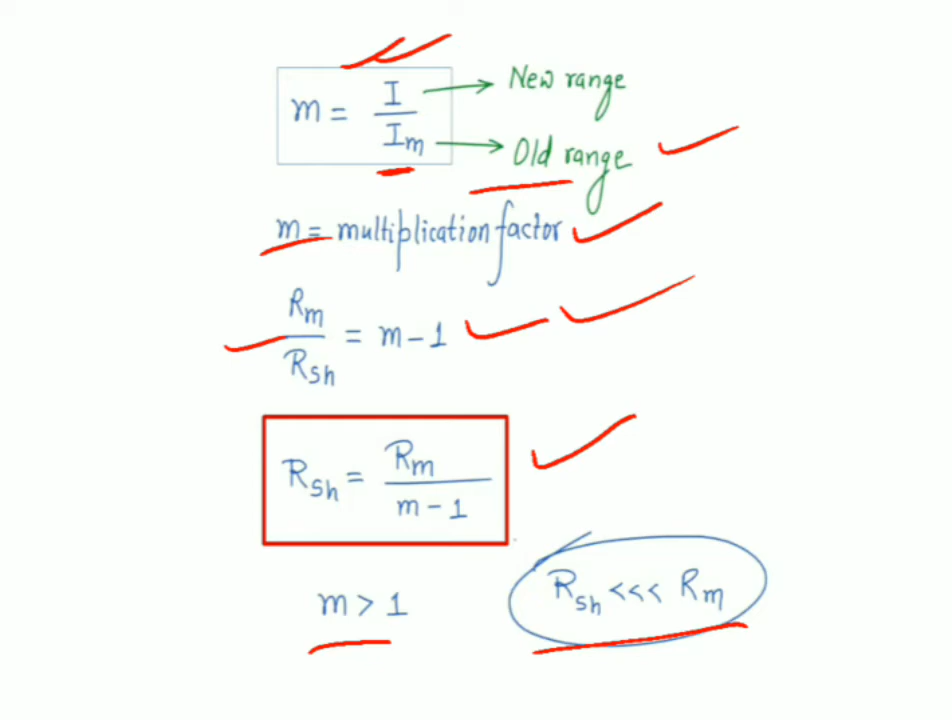 m = I / Im
→ New range
→ Old range
m = multiplication factor
Rm / Rsh = m - 1
Rsh = Rm / m - 1
m > 1
Rsh <<< Rm